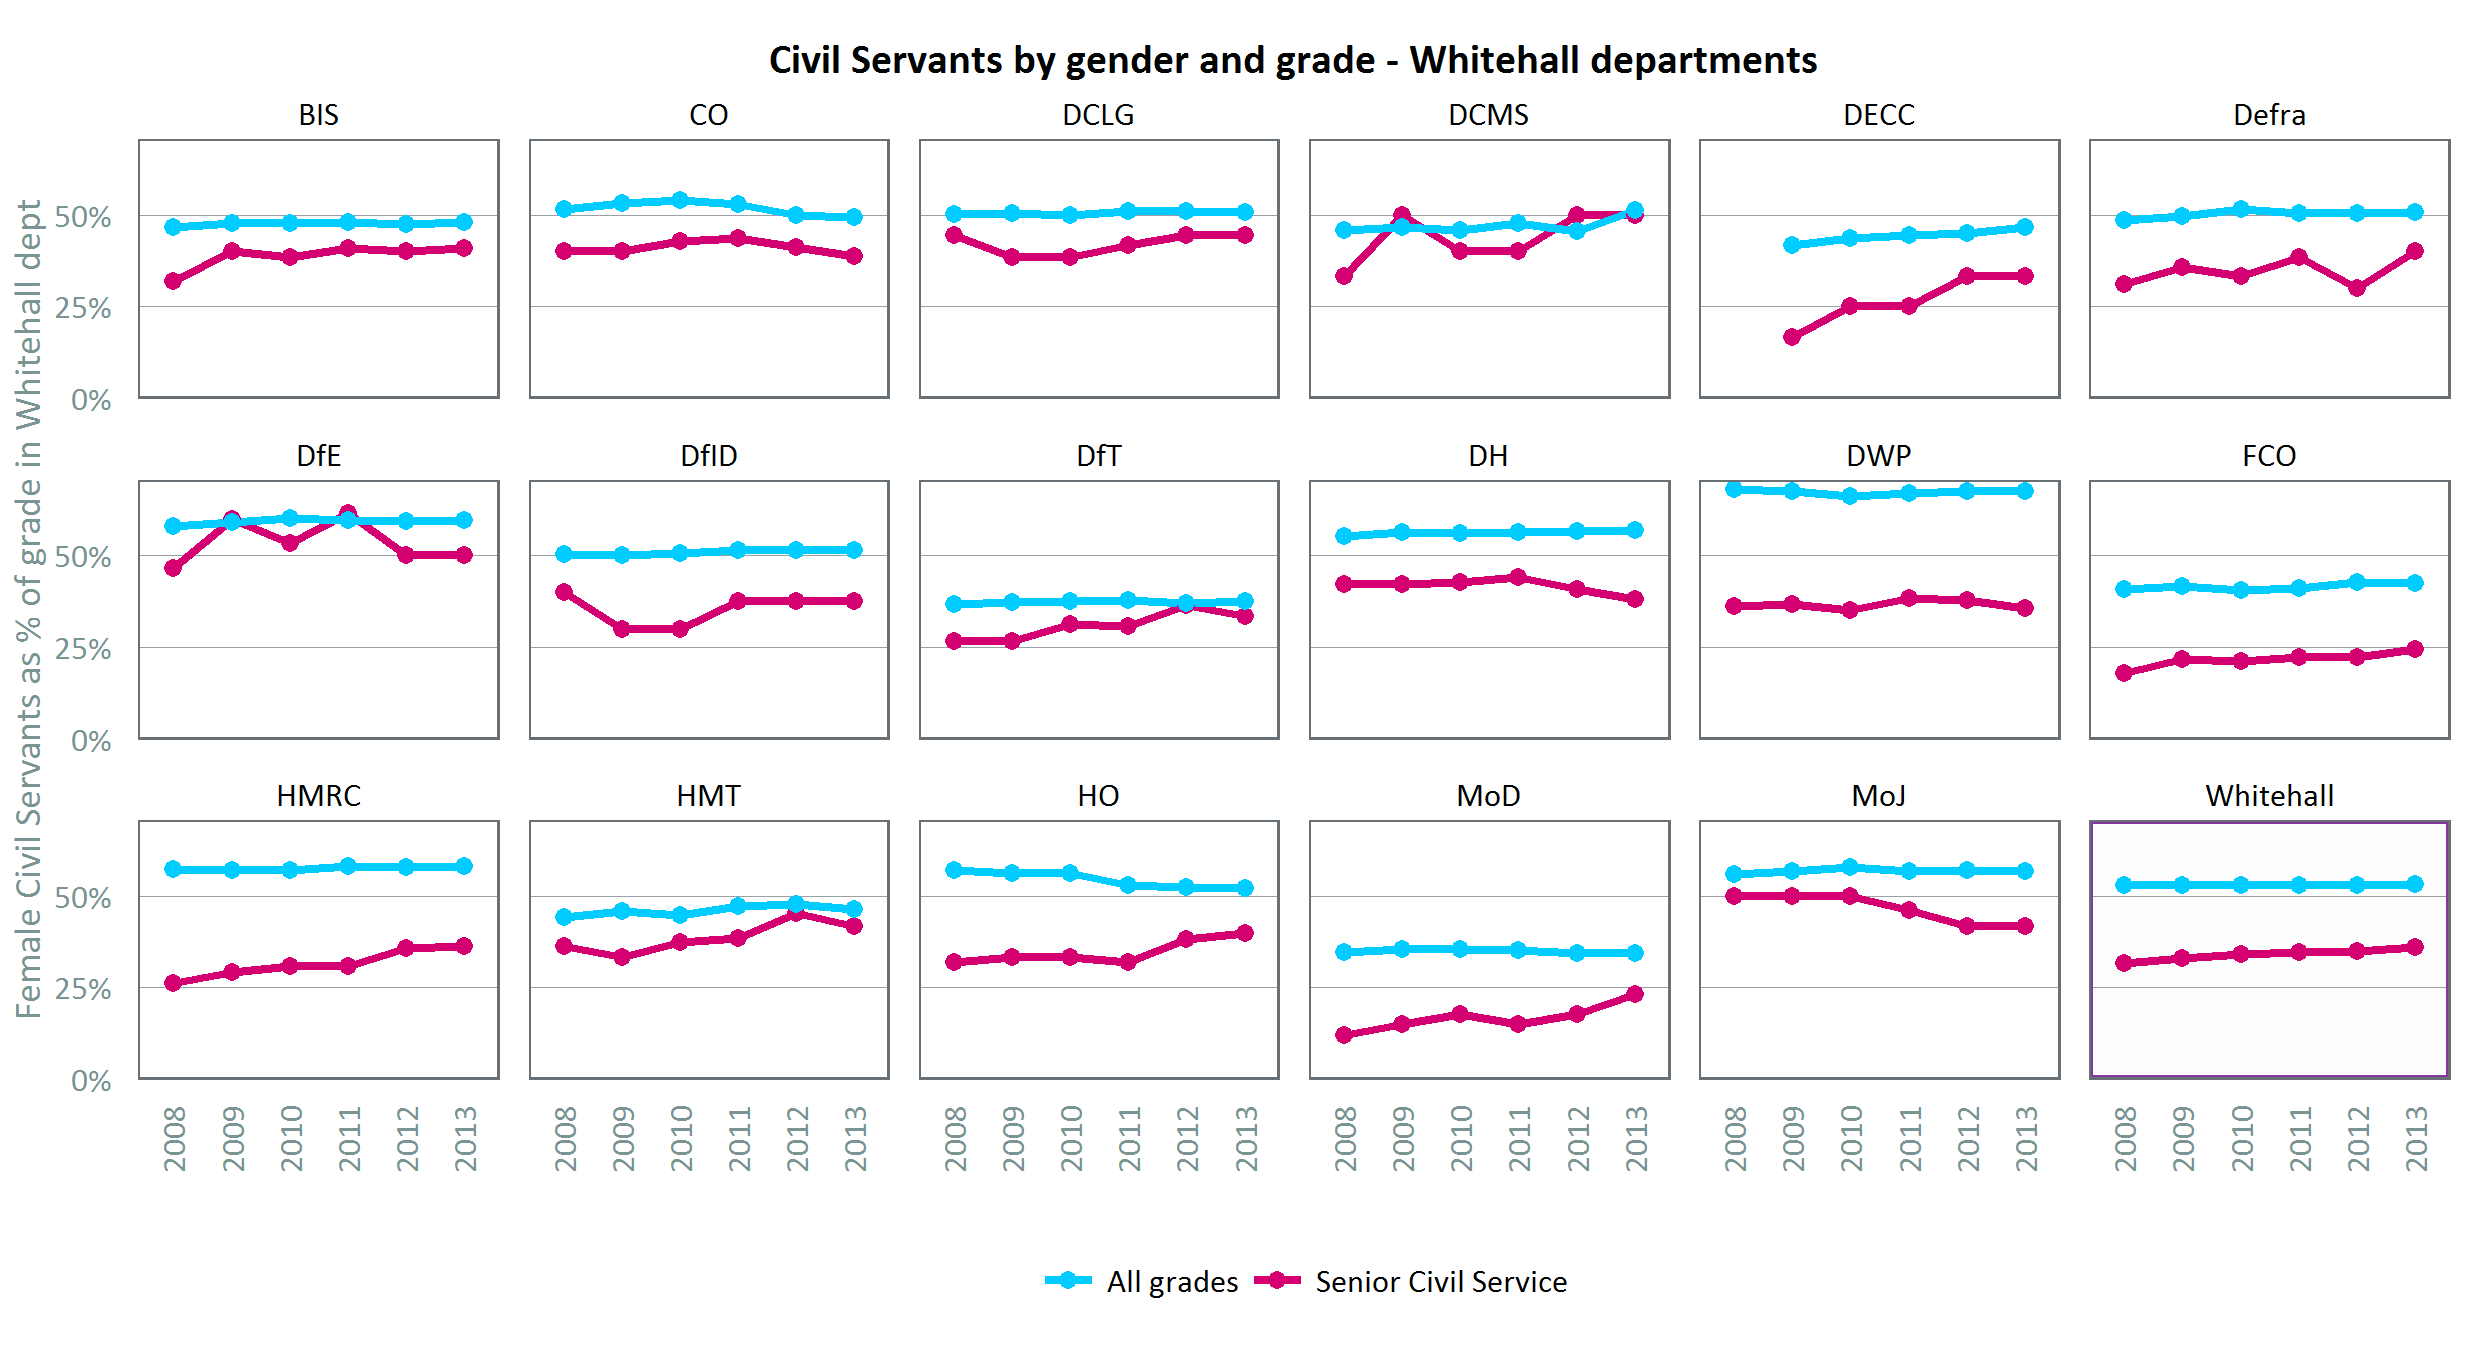 Civil Servants by gender and grade - Whitehall departments
BIS CO DCLG DCMS DECC Defra
Female Civil Servants as % of grade in Whitehall dept
50%
25%
0%
DfE DfID DfT DH DWP FCO
50%
25%
0%
HMRC HMT HO MoD MoJ Whitehall
50%
25%
0%
2008 2009 2010 2011 2012 2013 2008 2009 2010 2011 2012 2013 2008 2009 2010 2011 2012 2013 2008 2009 2010 2011 2012 2013 2008 2009 2010 2011 2012 2013 2008 2009 2010 2011 2012 2013
All grades Senior Civil Service